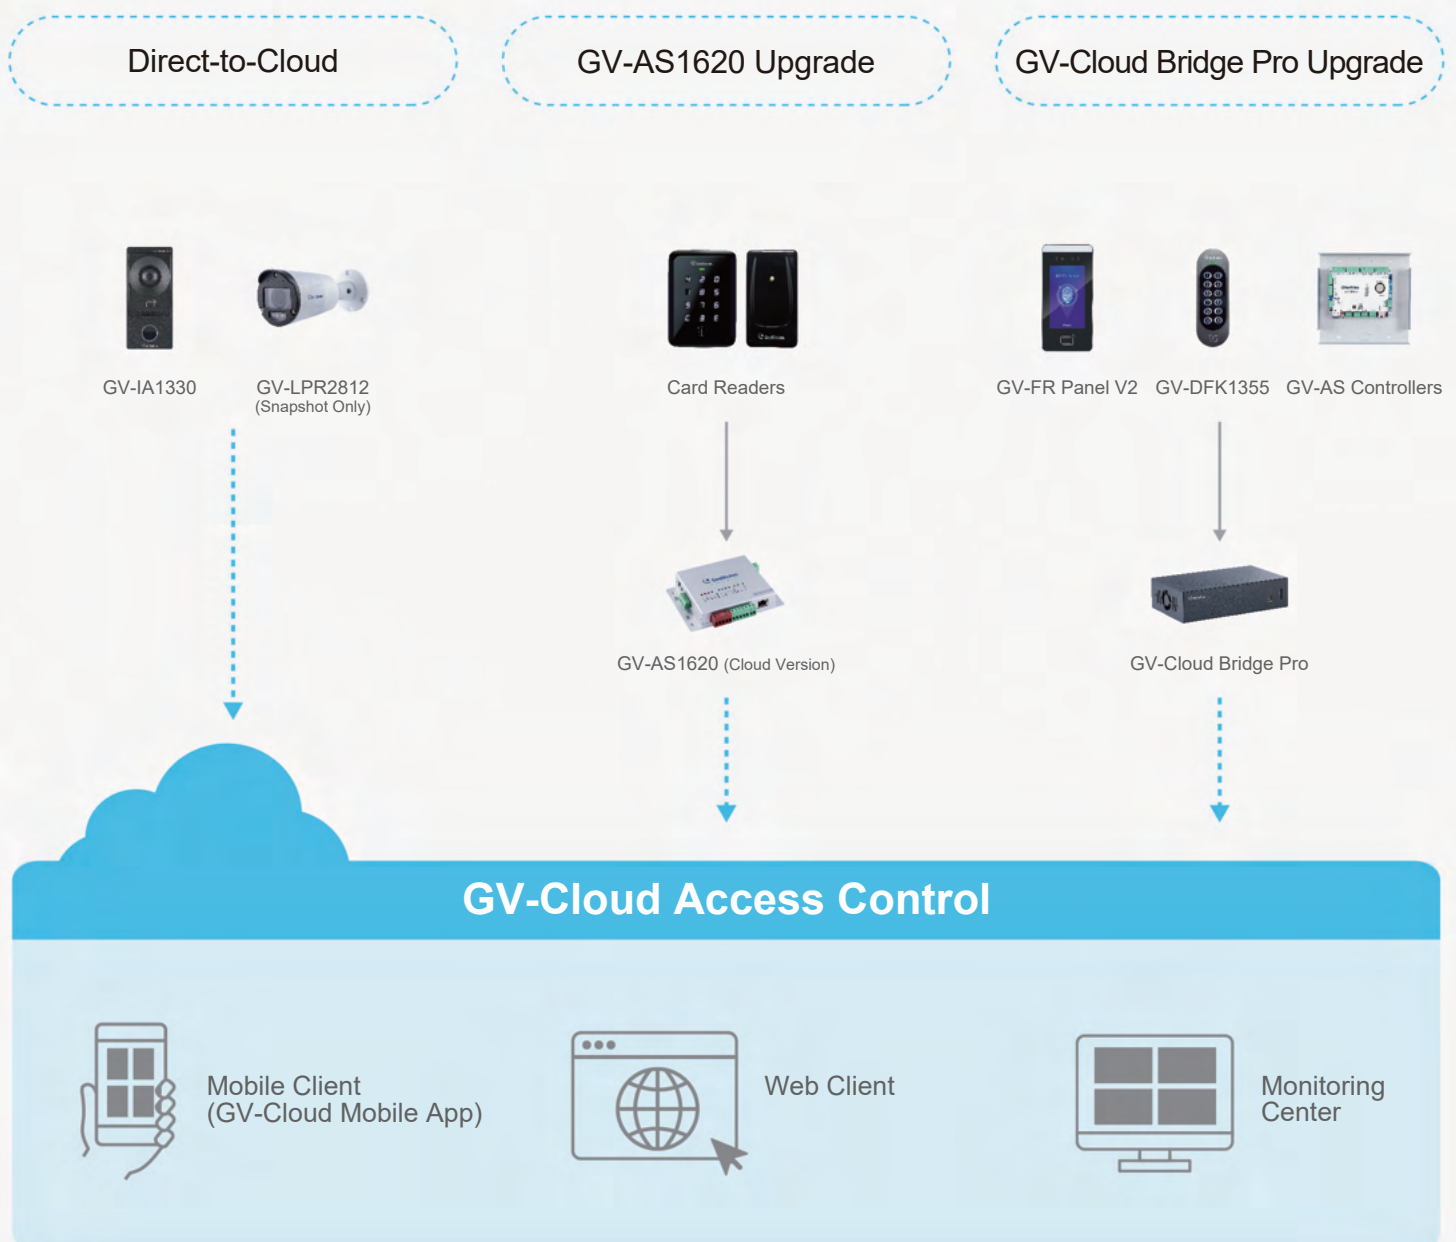 Direct-to-Cloud
GV-AS1620 Upgrade
GV-Cloud Bridge Pro Upgrade
GV-IA1330
GV-LPR2812
(Snapshot Only)
Card Readers
GV-FR Panel V2
GV-DFK1355
GV-AS Controllers
GV-AS1620 (Cloud Version)
GV-Cloud Bridge Pro
GV-Cloud Access Control
Mobile Client
(GV-Cloud Mobile App)
Web Client
Monitoring
Center